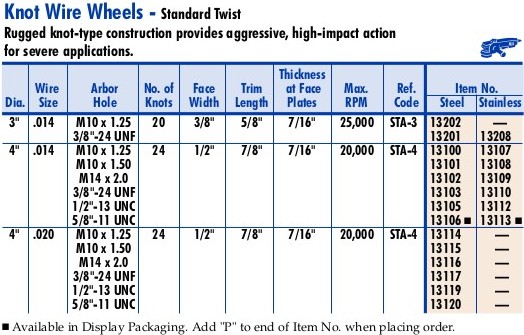 Knot Wire Wheels - Standard Twist
Rugged knot-type construction provides aggressive, high-impact action
for severe applications.
Thickness
Wire Arbor No. of Face Trim at Face Max. Ref. Item No.
Dia. Size Hole Knots Width Length Plates RPM Code Steel Stainless
3" .014 M10 x 1.25 20 3/8" 5/8" 7/16" 25,000 STA-3 13202 —
3/8"-24 UNF 13201 13208
4" .014 M10 x 1.25 24 1/2" 7/8" 7/16" 20,000 STA-4 13100 13107
M10 x 1.50 13101 13108
M14 x 2.0 13102 13109
3/8"-24 UNF 13103 13110
1/2"-13 UNC 13105 13112
5/8"-11 UNC 13106 ■ 13113 ■
4" .020 M10 x 1.25 24 1/2" 7/8" 7/16" 20,000 STA-4 13114 —
M10 x 1.50 13115 —
M14 x 2.0 13116 —
3/8"-24 UNF 13117 —
1/2"-13 UNC 13119 —
5/8"-11 UNC 13120 —
■ Available in Display Packaging. Add "P" to end of Item No. when placing order.